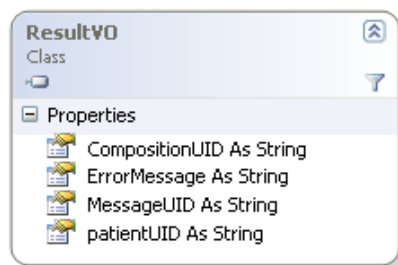 ResultVO
Class
Properties
CompositionUID As String
ErrorMessage As String
MessageUID As String
patientUID As String